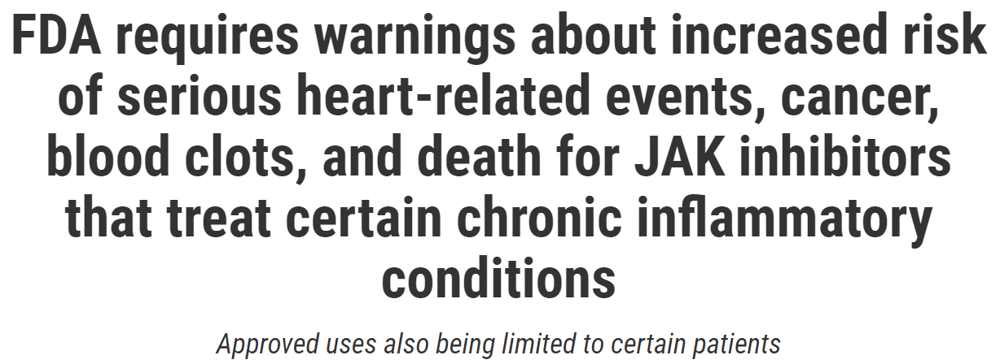 FDA requires warnings about increased risk
of serious heart-related events, cancer,
blood clots, and death for JAK inhibitors
that treat certain chronic inflammatory
conditions
Approved uses also being limited to certain patients